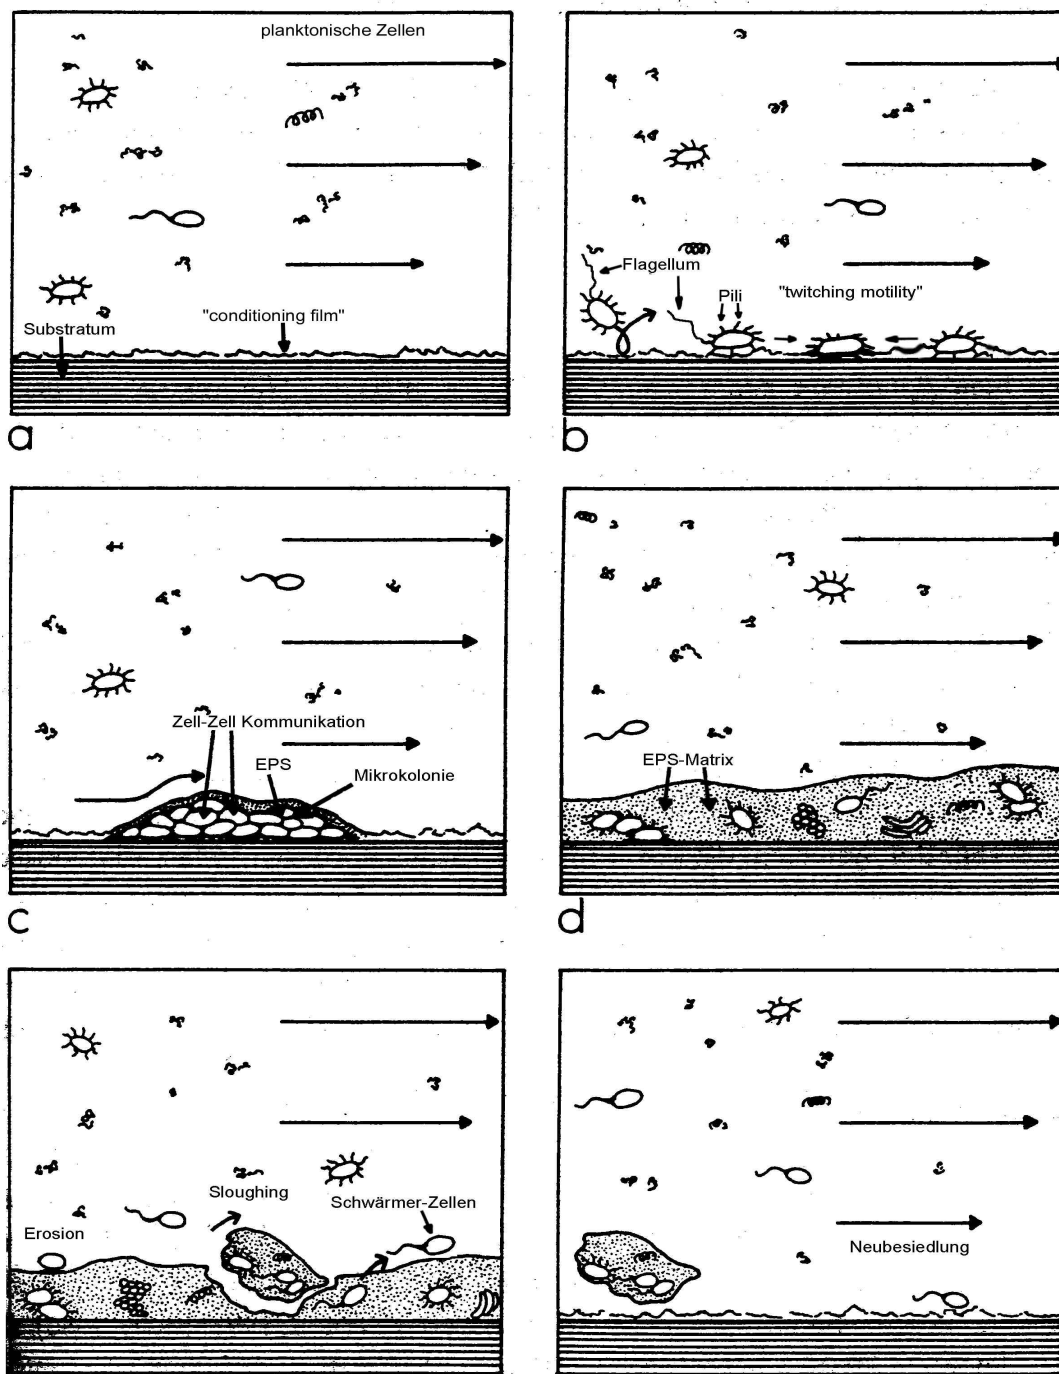 planktonische Zellen
Substratum
"conditioning film"
a
Flagellum
Pili
"twitching motility"
b
Zell-Zell Kommunikation
EPS
Mikrokolonie
c
EPS-Matrix
d
Sloughing
Schwärmer-Zellen
Erosion
Neubesiedlung